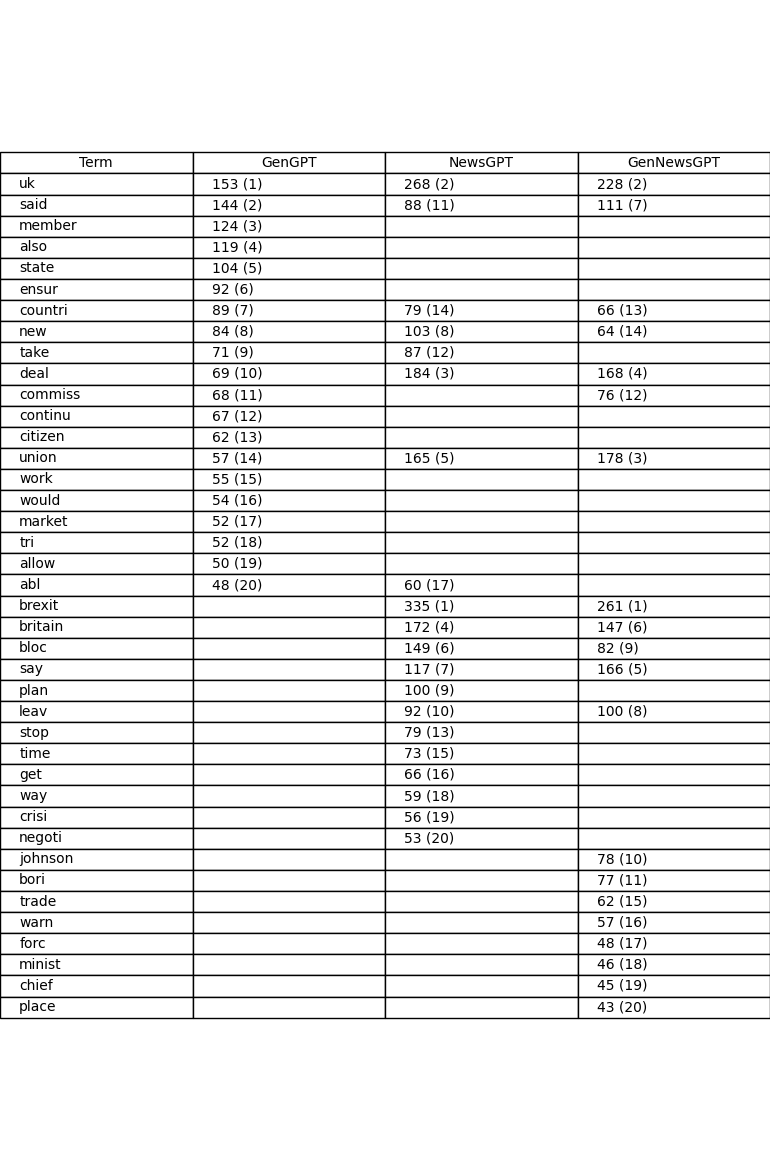 Term GenGPT NewsGPT GenNewsGPT
uk 153 (1) 268 (2) 228 (2)
said 144 (2) 88 (11) 111 (7)
member 124 (3)
also 119 (4)
state 104 (5)
ensur 92 (6)
countri 89 (7) 79 (14) 66 (13)
new 84 (8) 103 (8) 64 (14)
take 71 (9) 87 (12)
deal 69 (10) 184 (3) 168 (4)
commiss 68 (11) 76 (12)
continu 67 (12)
citizen 62 (13)
union 57 (14) 165 (5) 178 (3)
work 55 (15)
would 54 (16)
market 52 (17)
tri 52 (18)
allow 50 (19)
abl 48 (20) 60 (17)
brexit 335 (1) 261 (1)
britain 172 (4) 147 (6)
bloc 149 (6) 82 (9)
say 117 (7) 166 (5)
plan 100 (9)
leav 92 (10) 100 (8)
stop 79 (13)
time 73 (15)
get 66 (16)
way 59 (18)
crisi 56 (19)
negoti 53 (20)
johnson 78 (10)
bori 77 (11)
trade 62 (15)
warn 57 (16)
forc 48 (17)
minist 46 (18)
chief 45 (19)
place 43 (20)